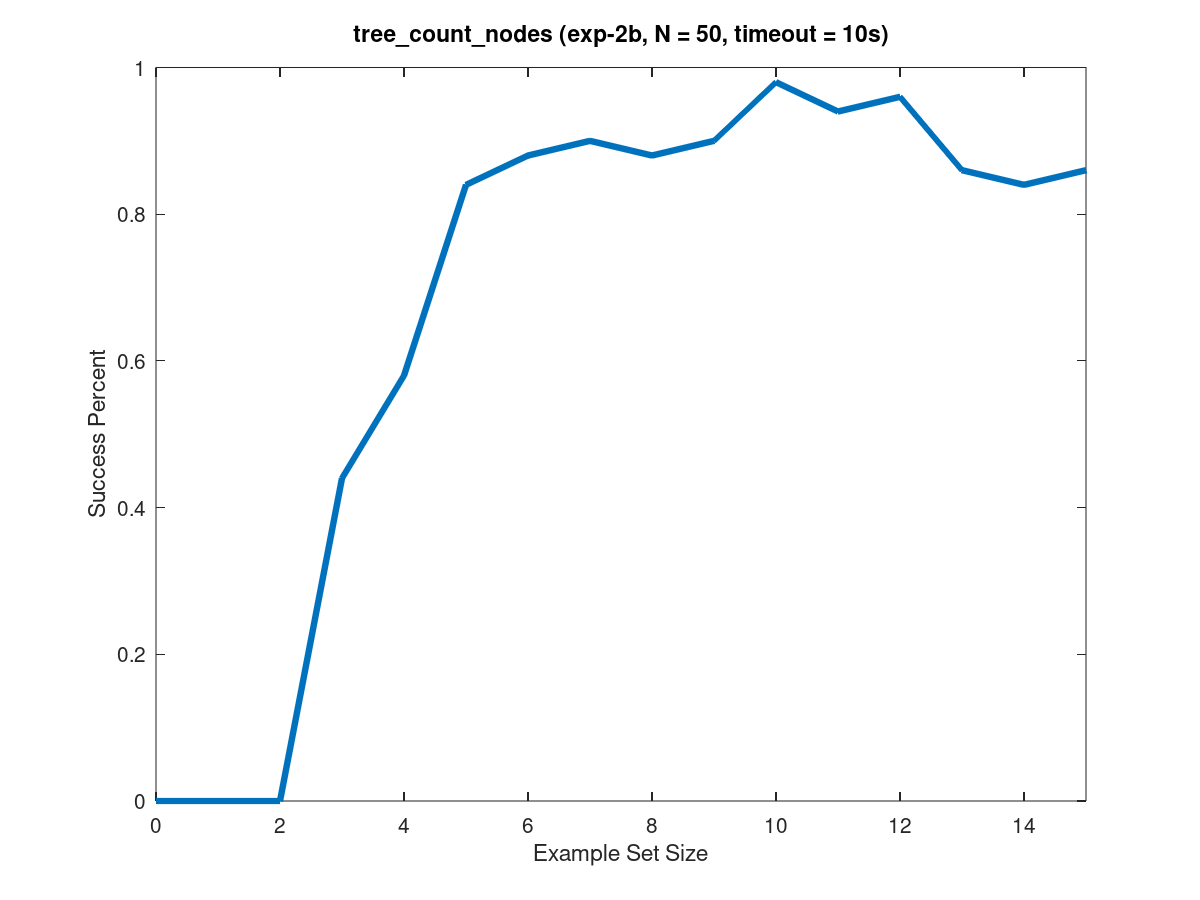 tree_count_nodes (exp-2b, N = 50, timeout = 10s)
1
0.8
0.6
0.4
0.2
0
Success Percent
0 2 4 6 8 10 12 14
Example Set Size